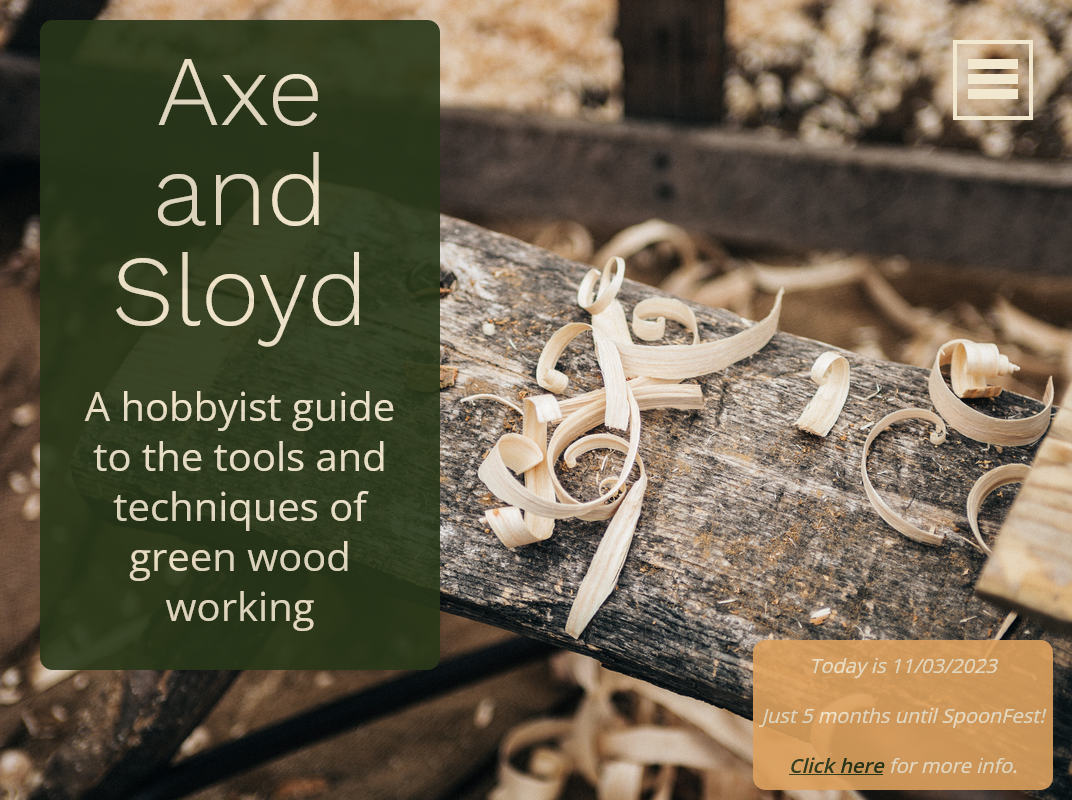 Axe
and
Sloyd
A hobbyist guide
to the tools and
techniques of
green wood
working
Today is 11/03/2023
Just 5 months until SpoonFest!
Click here for more info.